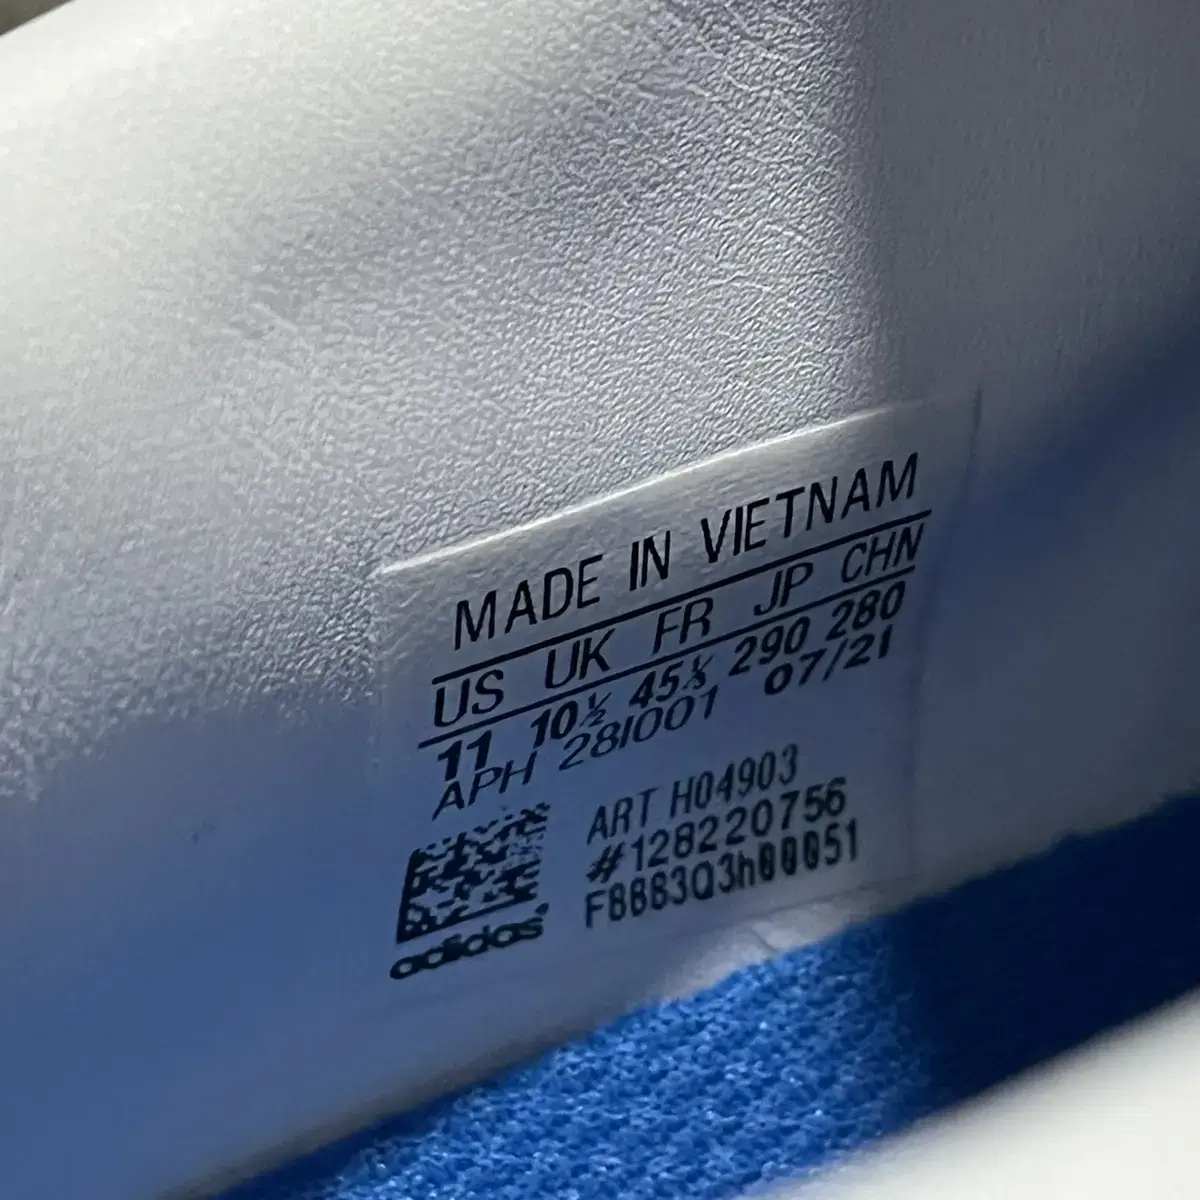 MADE IN VIETNAM
US UK FR JP CHN
11 10½ 45⅓ 290 280
APH 281001 07/21
ART H04903
#128220756
adidas